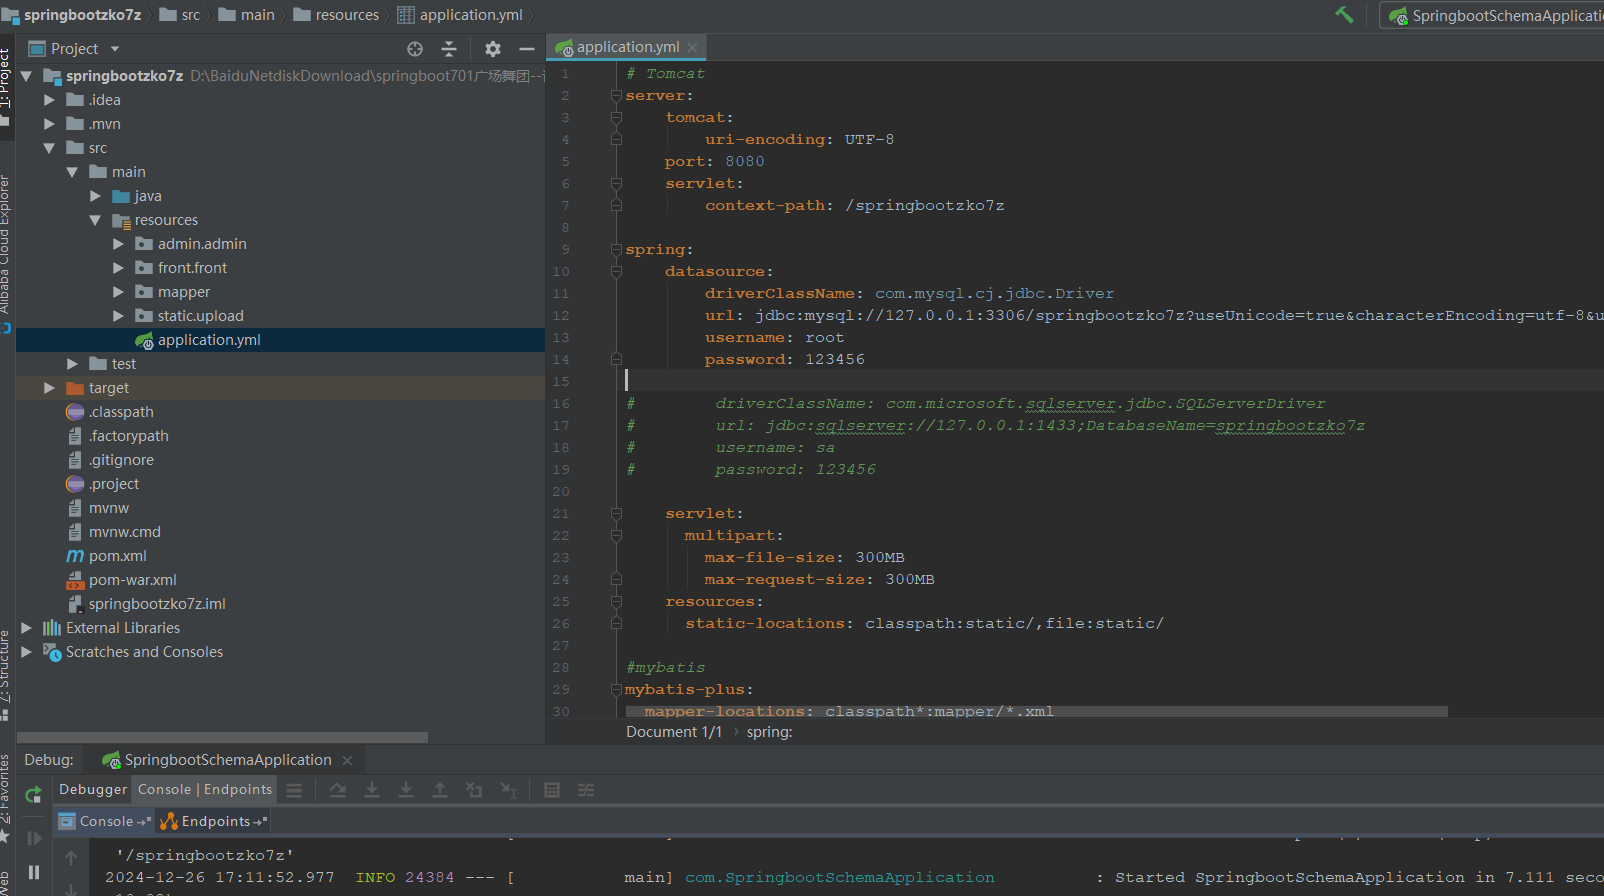 springbootzko7z src main resources application.yml
SpringbootSchemaApplicati
Project
application.yml
1: Project
Alibaba Cloud Explorer
7: Structure
2: Favorites
Web
springbootzko7z D:\BaiduNetdiskDownload\springboot701广场舞团--
.idea
.mvn
src
main
java
resources
admin.admin
front.front
mapper
static.upload
application.yml
test
target
.classpath
.factorypath
.gitignore
.project
mvnw
mvnw.cmd
pom.xml
pom-war.xml
springbootzko7z.iml
External Libraries
Scratches and Consoles
1 # Tomcat
2 server:
3 tomcat:
4 uri-encoding: UTF-8
5 port: 8080
6 servlet:
7 context-path: /springbootzko7z
8
9 spring:
10 datasource:
11 driverClassName: com.mysql.cj.jdbc.Driver
12 url: jdbc:mysql://127.0.0.1:3306/springbootzko7z?useUnicode=true&characterEncoding=utf-8&u
13 username: root
14 password: 123456
15
16 # driverClassName: com.microsoft.sqlserver.jdbc.SQLServerDriver
17 # url: jdbc:sqlserver://127.0.0.1:1433;DatabaseName=springbootzko7z
18 # username: sa
19 # password: 123456
20
21 servlet:
22 multipart:
23 max-file-size: 300MB
24 max-request-size: 300MB
25 resources:
26 static-locations: classpath:static/,file:static/
27
28 #mybatis
29 mybatis-plus:
30 mapper-locations: classpath*:mapper/*.xml
Document 1/1 › spring:
Debug: SpringbootSchemaApplication
Debugger Console | Endpoints
Console Endpoints
'/springbootzko7z'
2024-12-26 17:11:52.977 INFO 24384 --- [ main] com.SpringbootSchemaApplication : Started SpringbootSchemaApplication in 7.111 seco